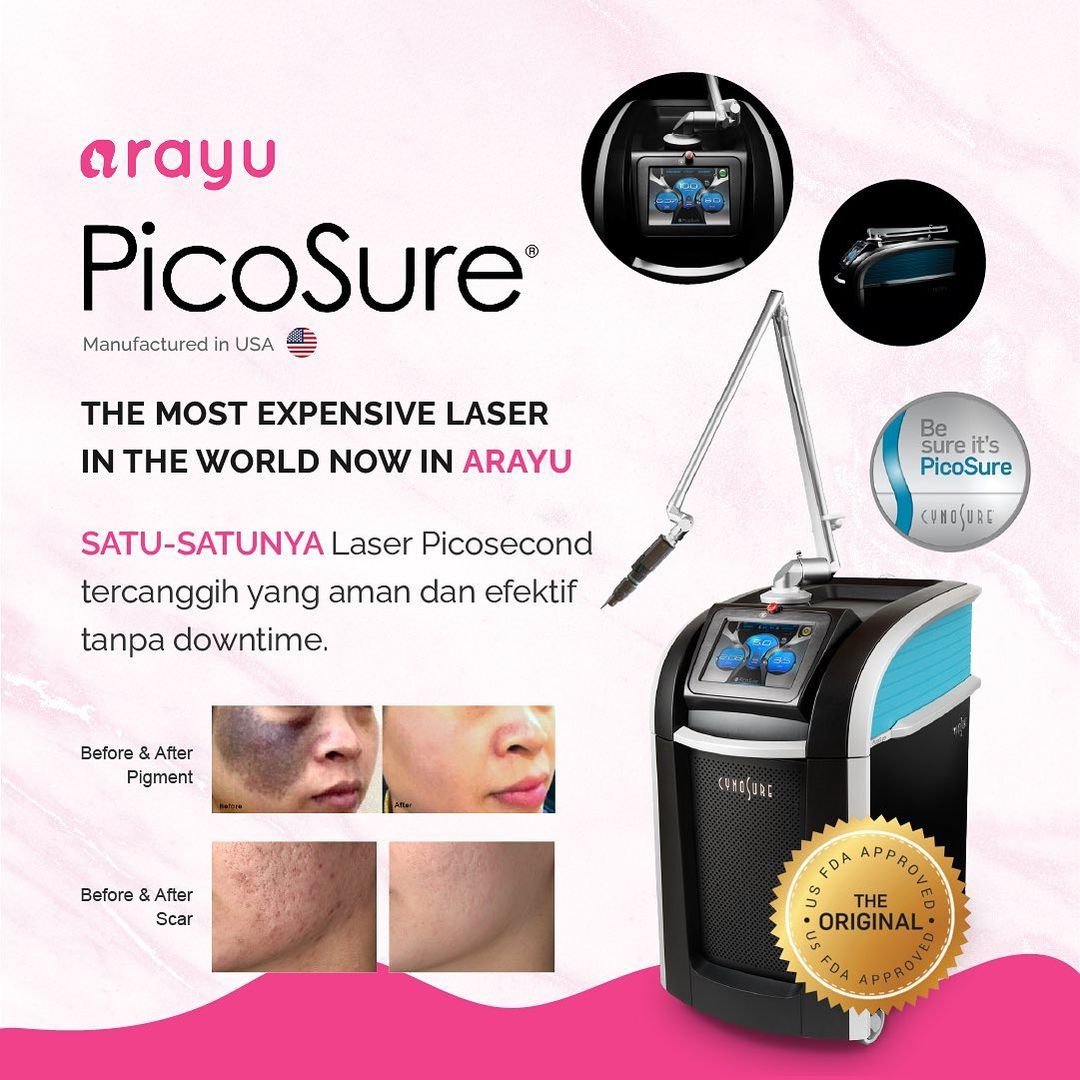 arayu
PicoSure®
Manufactured in USA
THE MOST EXPENSIVE LASER
IN THE WORLD NOW IN ARAYU
SATU-SATUNYA Laser Picosecond
tercanggih yang aman dan efektif
tanpa downtime.
Be
sure it's
PicoSure
CYNOSURE
Before & After
Pigment
Before
After
Before & After
Scar
PicoSure
CYNOSURE
US FDA APPROVED
THE
ORIGINAL
US FDA APPROVED